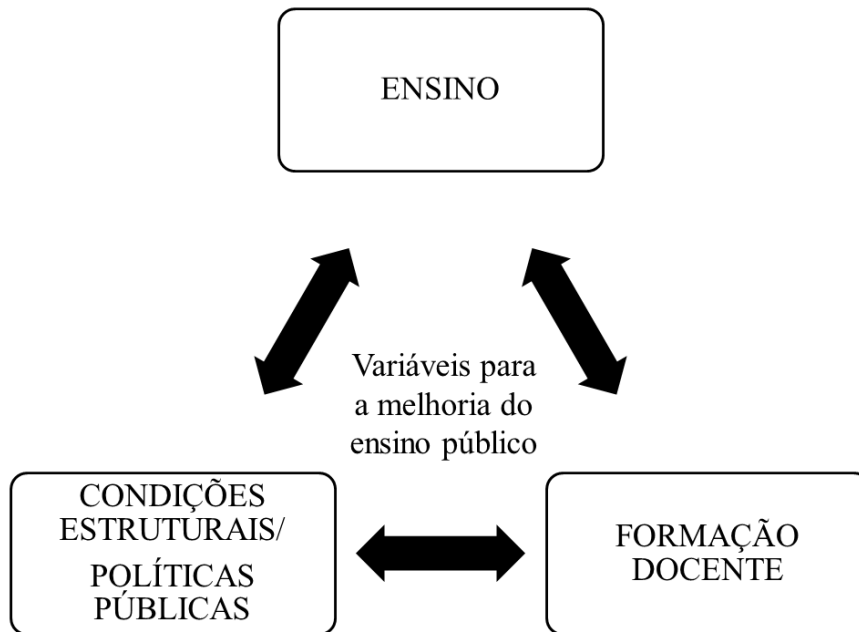 ENSINO
Variáveis para
a melhoria do
ensino público
CONDIÇÕES
ESTRUTURAIS/
POLÍTICAS
PÚBLICAS
FORMAÇÃO
DOCENTE